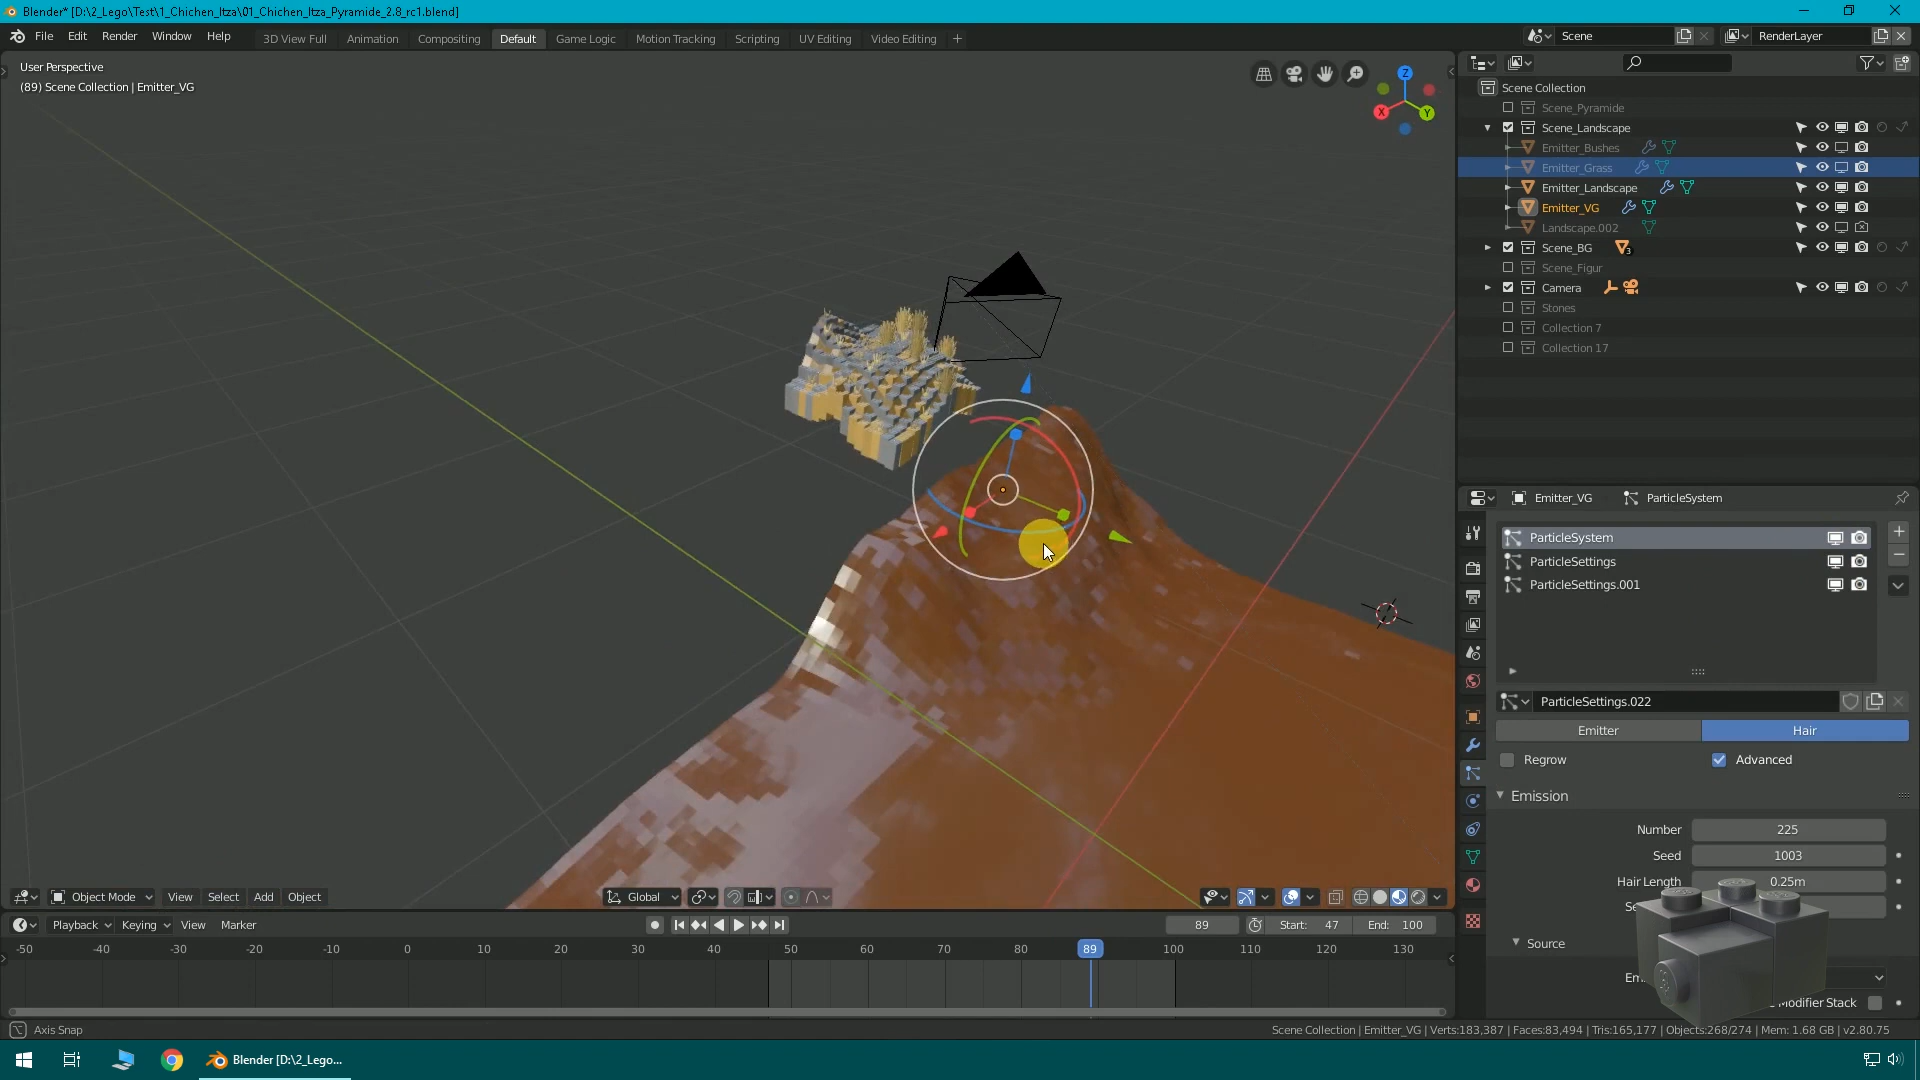 Blender* [D:\2_Lego\Test\1_Chichen_Itza\01_Chichen_Itza_Pyramide_2.8_rc1.blend]
File Edit Render Window Help
3D View Full Animation Compositing Default Game Logic Motion Tracking Scripting UV Editing Video Editing +
Scene
RenderLayer
User Perspective
(89) Scene Collection | Emitter_VG
Z
X
Y
Scene Collection
Scene_Pyramide
Scene_Landscape
Emitter_Bushes
Emitter_Grass
Emitter_Landscape
Emitter_VG
Landscape.002
Scene_BG
3
Scene_Figur
Camera
Stones
Collection 7
Collection 17
Emitter_VG ParticleSystem
ParticleSystem
ParticleSettings
ParticleSettings.001
ParticleSettings.022
Emitter Hair
Regrow Advanced
Emission
Number 225
Seed 1003
Hair Length 0.25m
Source
Modifier Stack
Object Mode View Select Add Object
Global
Playback Keying View Marker
89 Start: 47 End: 100
-50 -40 -30 -20 -10 0 10 20 30 40 50 60 70 80 89 100 110 120 130
Axis Snap
Scene Collection | Emitter_VG | Verts:183,387 | Faces:83,494 | Tris:165,177 | Objects:268/274 | Mem: 1.68 GB | v2.80.75
Blender [D:\2_Lego...